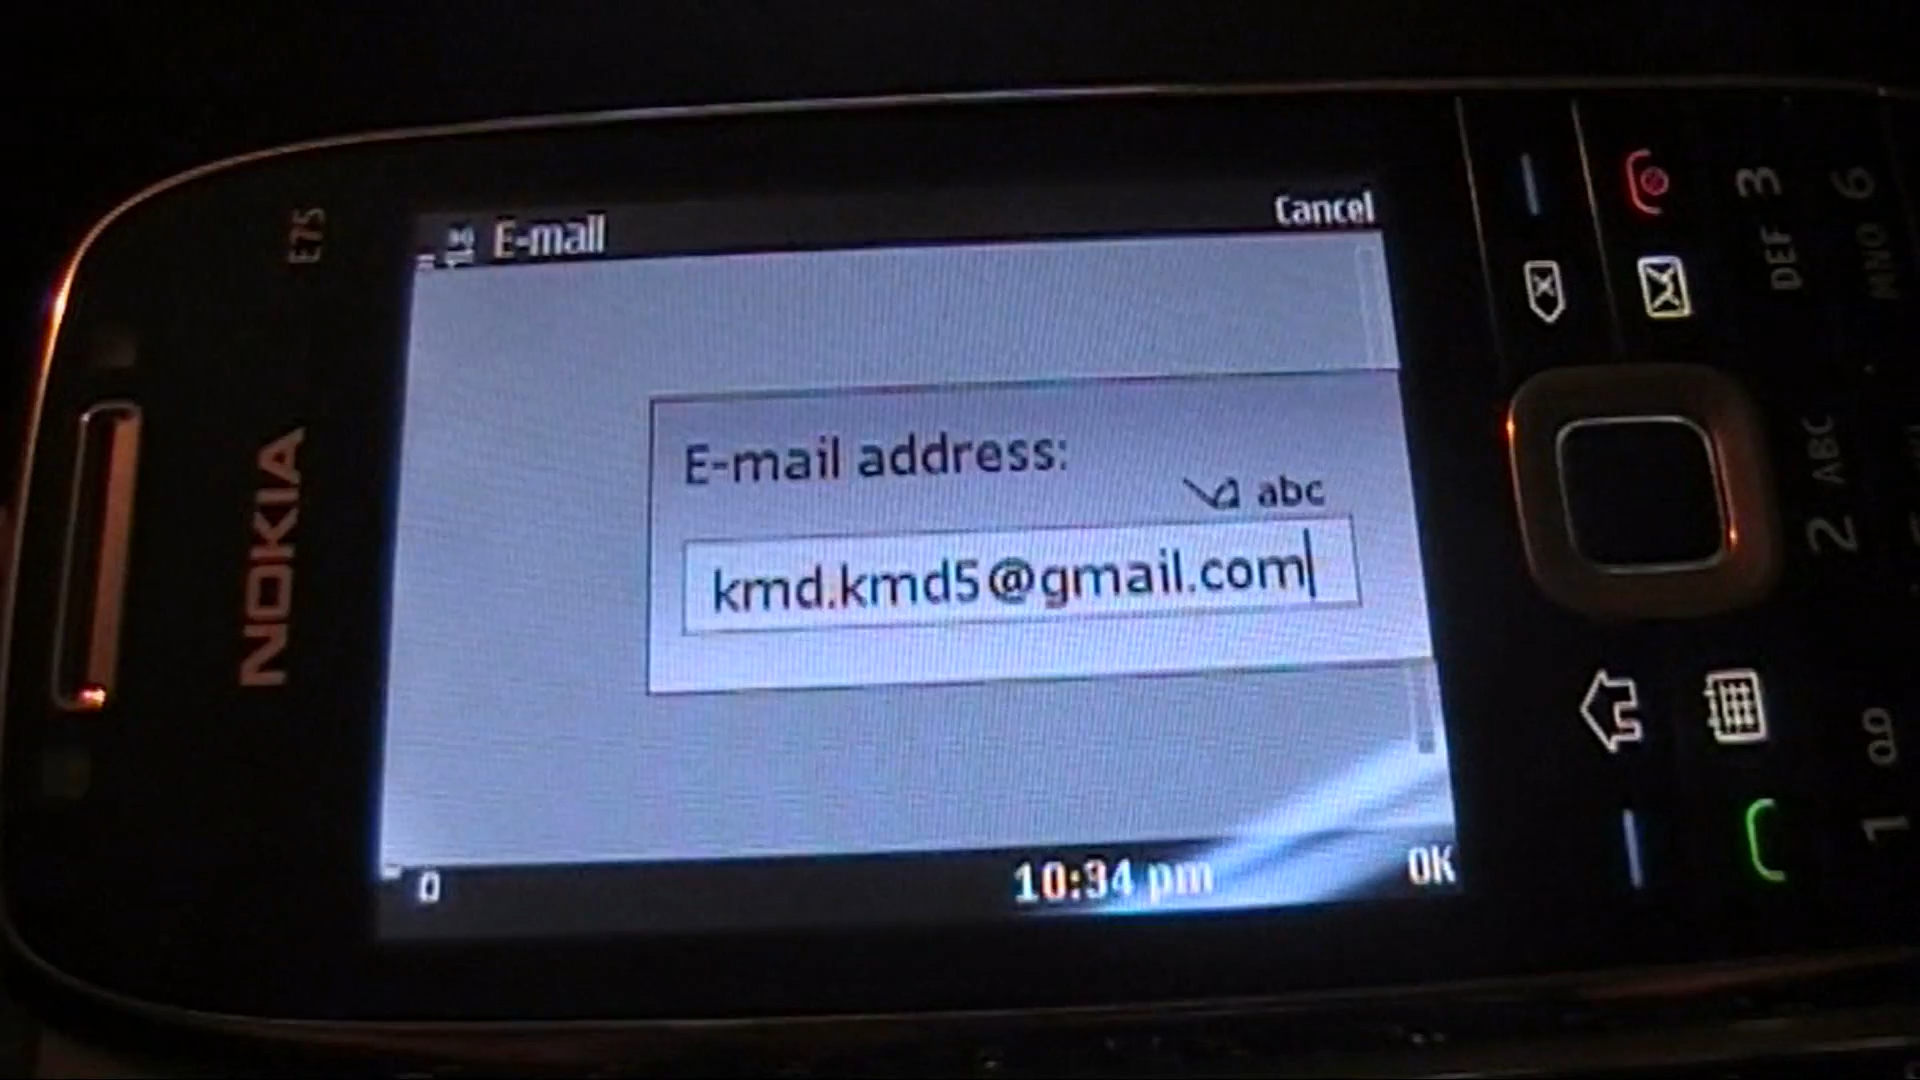 E75
NOKIA
E-mail
Cancel
E-mail address:
abc
kmd.kmd5@gmail.com
10:34 pm
OK
3
DEF
6
MNO
2 ABC
1